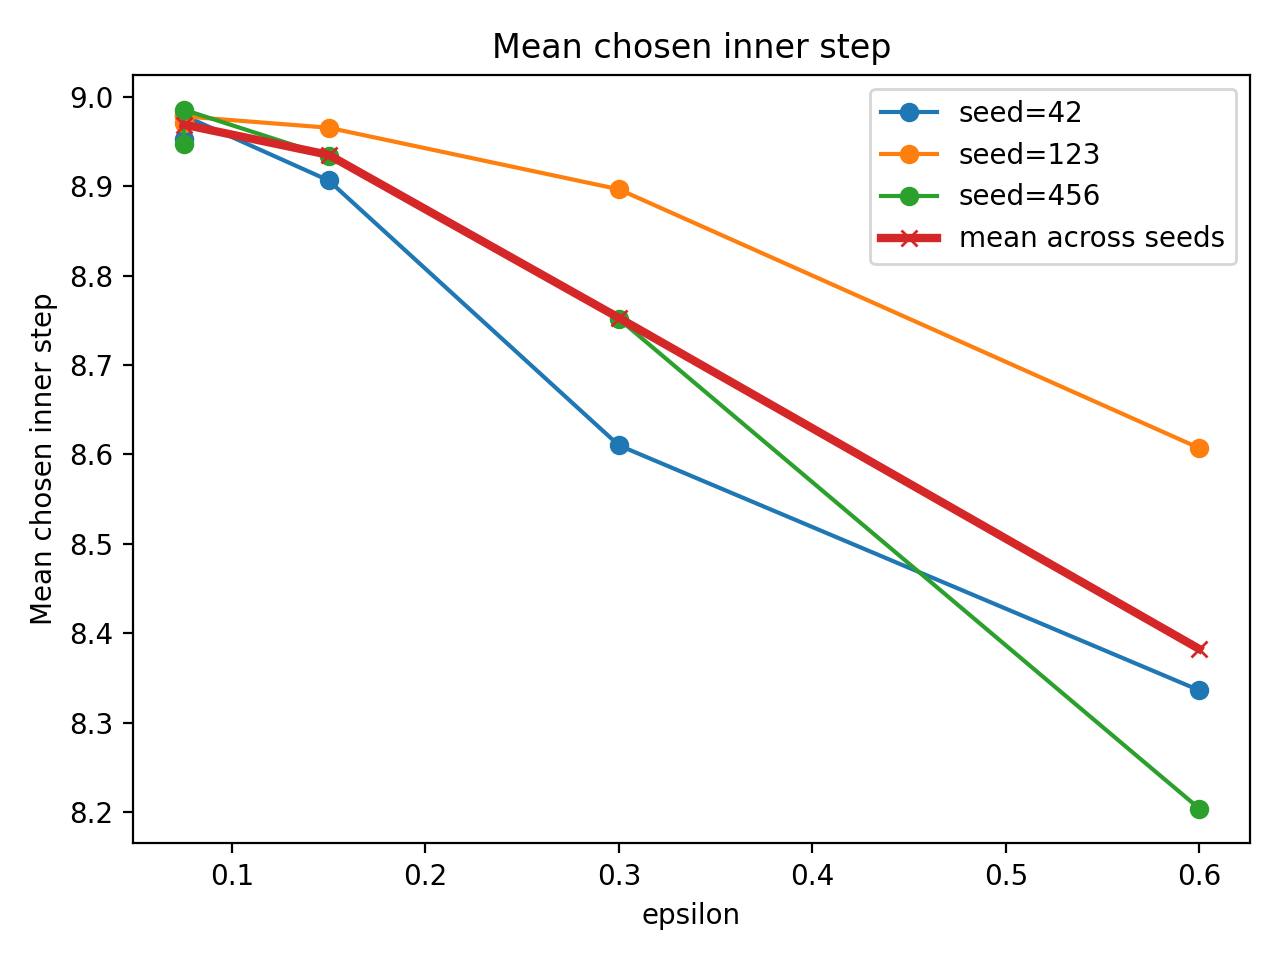 Mean chosen inner step
seed=42
seed=123
seed=456
mean across seeds
Mean chosen inner step
9.0
8.9
8.8
8.7
8.6
8.5
8.4
8.3
8.2
0.1
0.2
0.3
0.4
0.5
0.6
epsilon